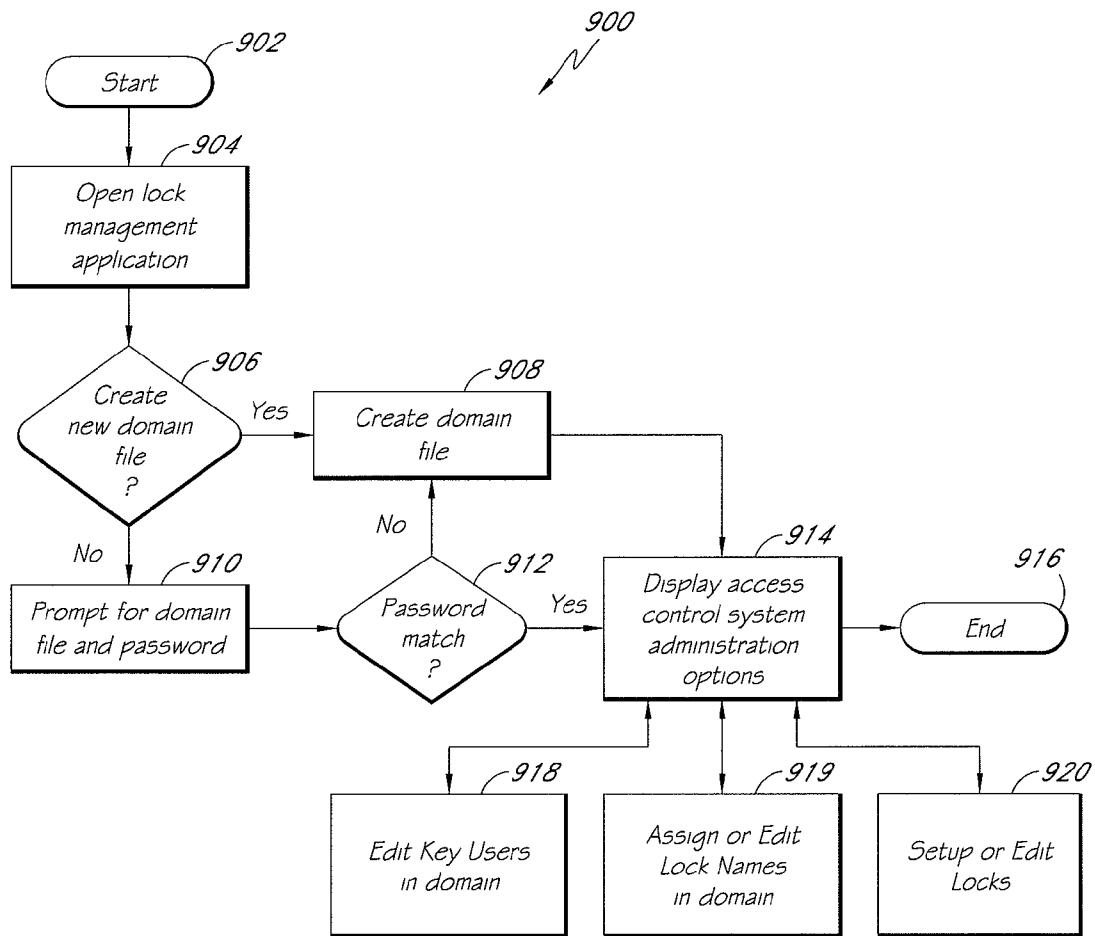 900
902
Start
904
Open lock
management
application
906
Create
new domain
file
?
Yes
908
Create domain
file
No
910
Prompt for domain
file and password
No
912
Password
match
?
Yes
914
Display access
control system
administration
options
916
End
918
Edit Key Users
in domain
919
Assign or Edit
Lock Names
in domain
920
Setup or Edit
Locks